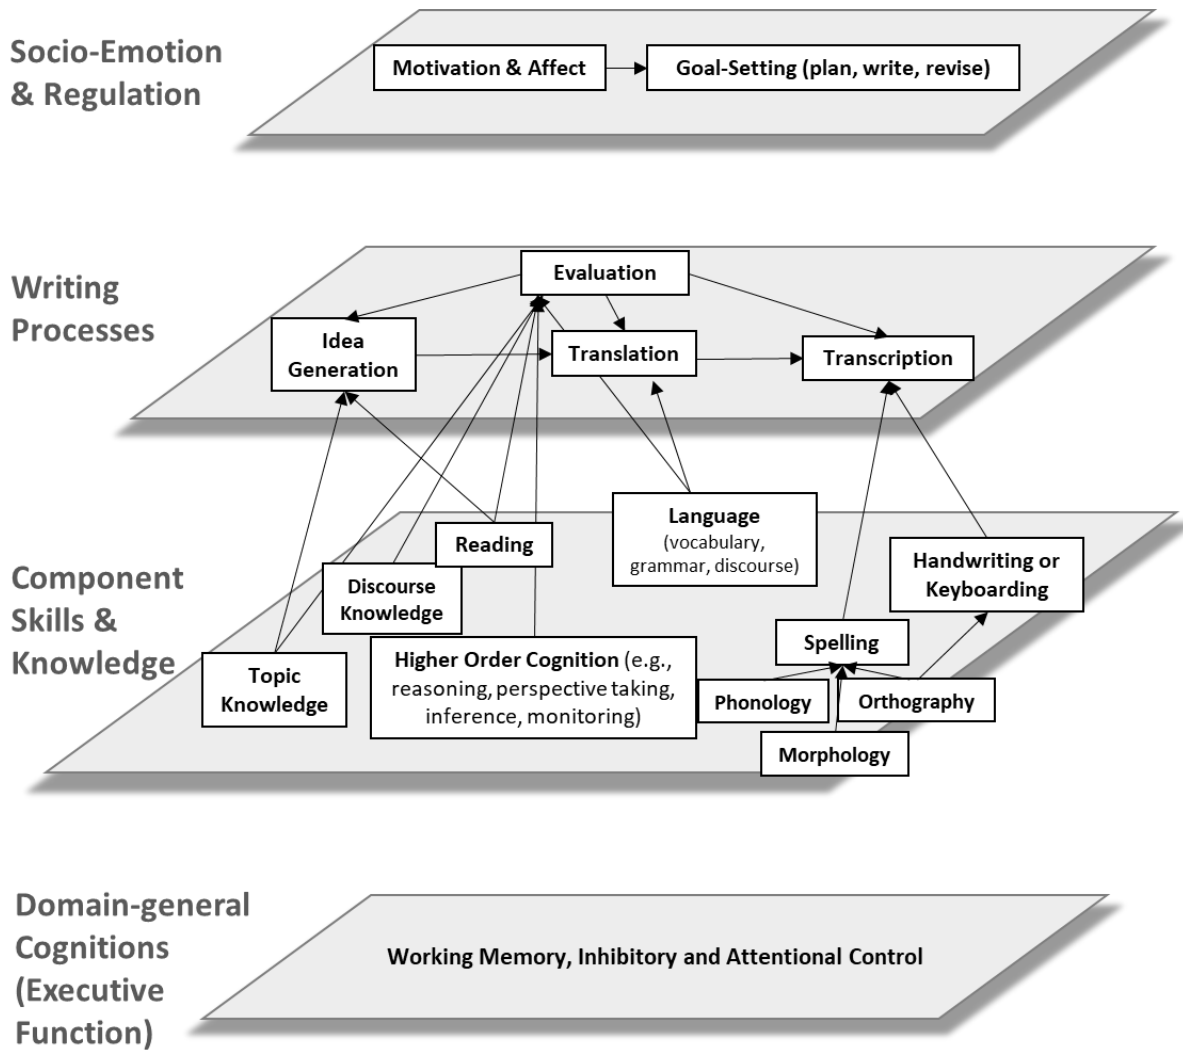 Socio-Emotion
& Regulation
Motivation & Affect
Goal-Setting (plan, write, revise)
Writing
Processes
Evaluation
Idea
Generation
Translation
Transcription
Component
Skills &
Knowledge
Reading
Language
(vocabulary,
grammar, discourse)
Handwriting or
Keyboarding
Discourse
Knowledge
Spelling
Topic
Knowledge
Higher Order Cognition (e.g.,
reasoning, perspective taking,
inference, monitoring)
Phonology
Orthography
Morphology
Domain-general
Cognitions
(Executive
Function)
Working Memory, Inhibitory and Attentional Control